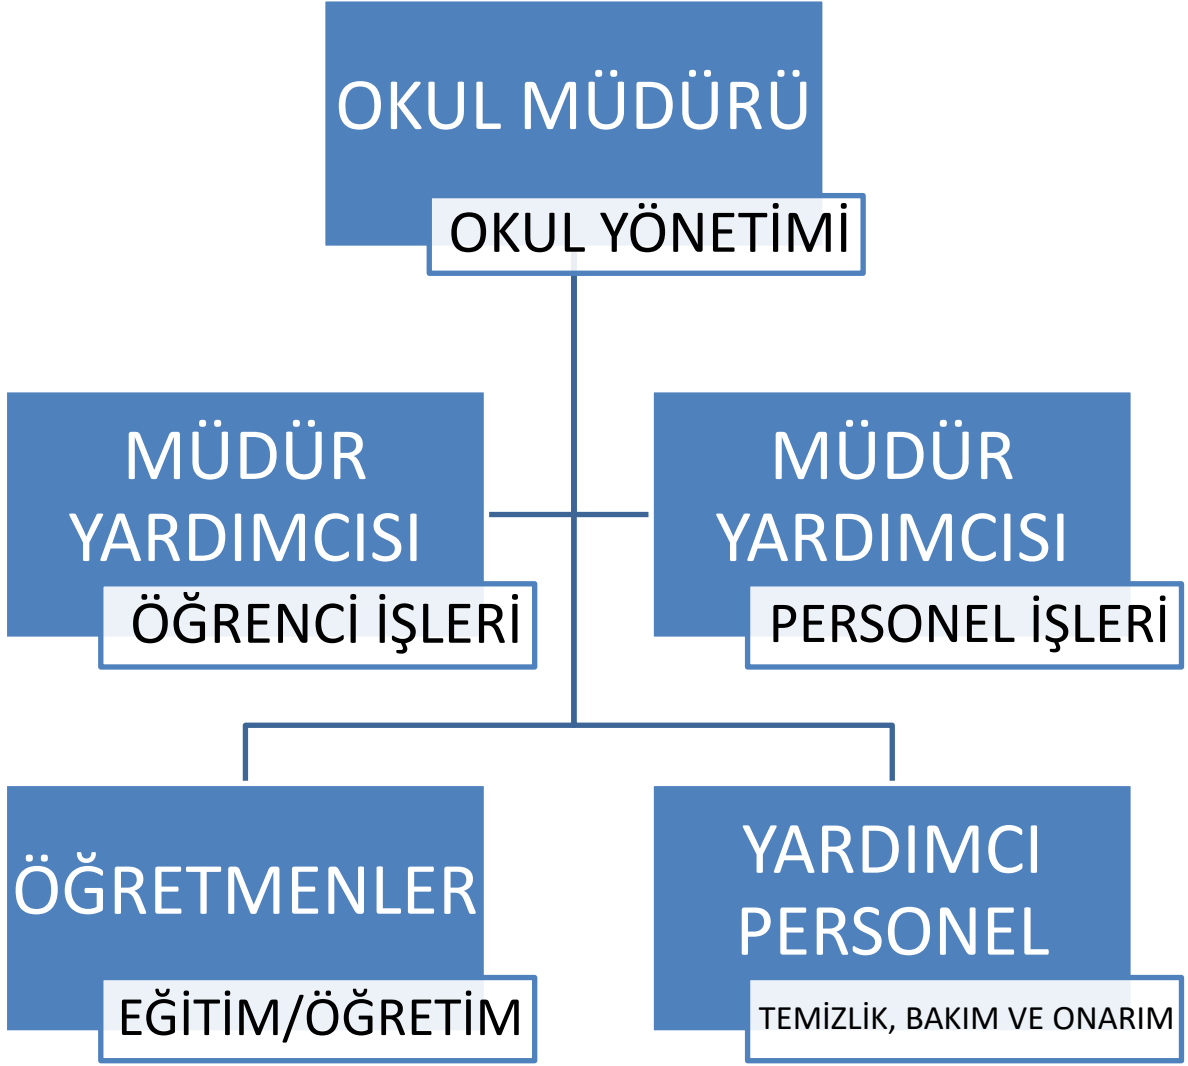 OKUL MÜDÜRÜ
OKUL YÖNETİMİ
MÜDÜR
YARDIMCISI
ÖĞRENCİ İŞLERİ
MÜDÜR
YARDIMCISI
PERSONEL İŞLERİ
ÖĞRETMENLER
EĞİTİM/ÖĞRETİM
YARDIMCI
PERSONEL
TEMİZLİK, BAKIM VE ONARIM